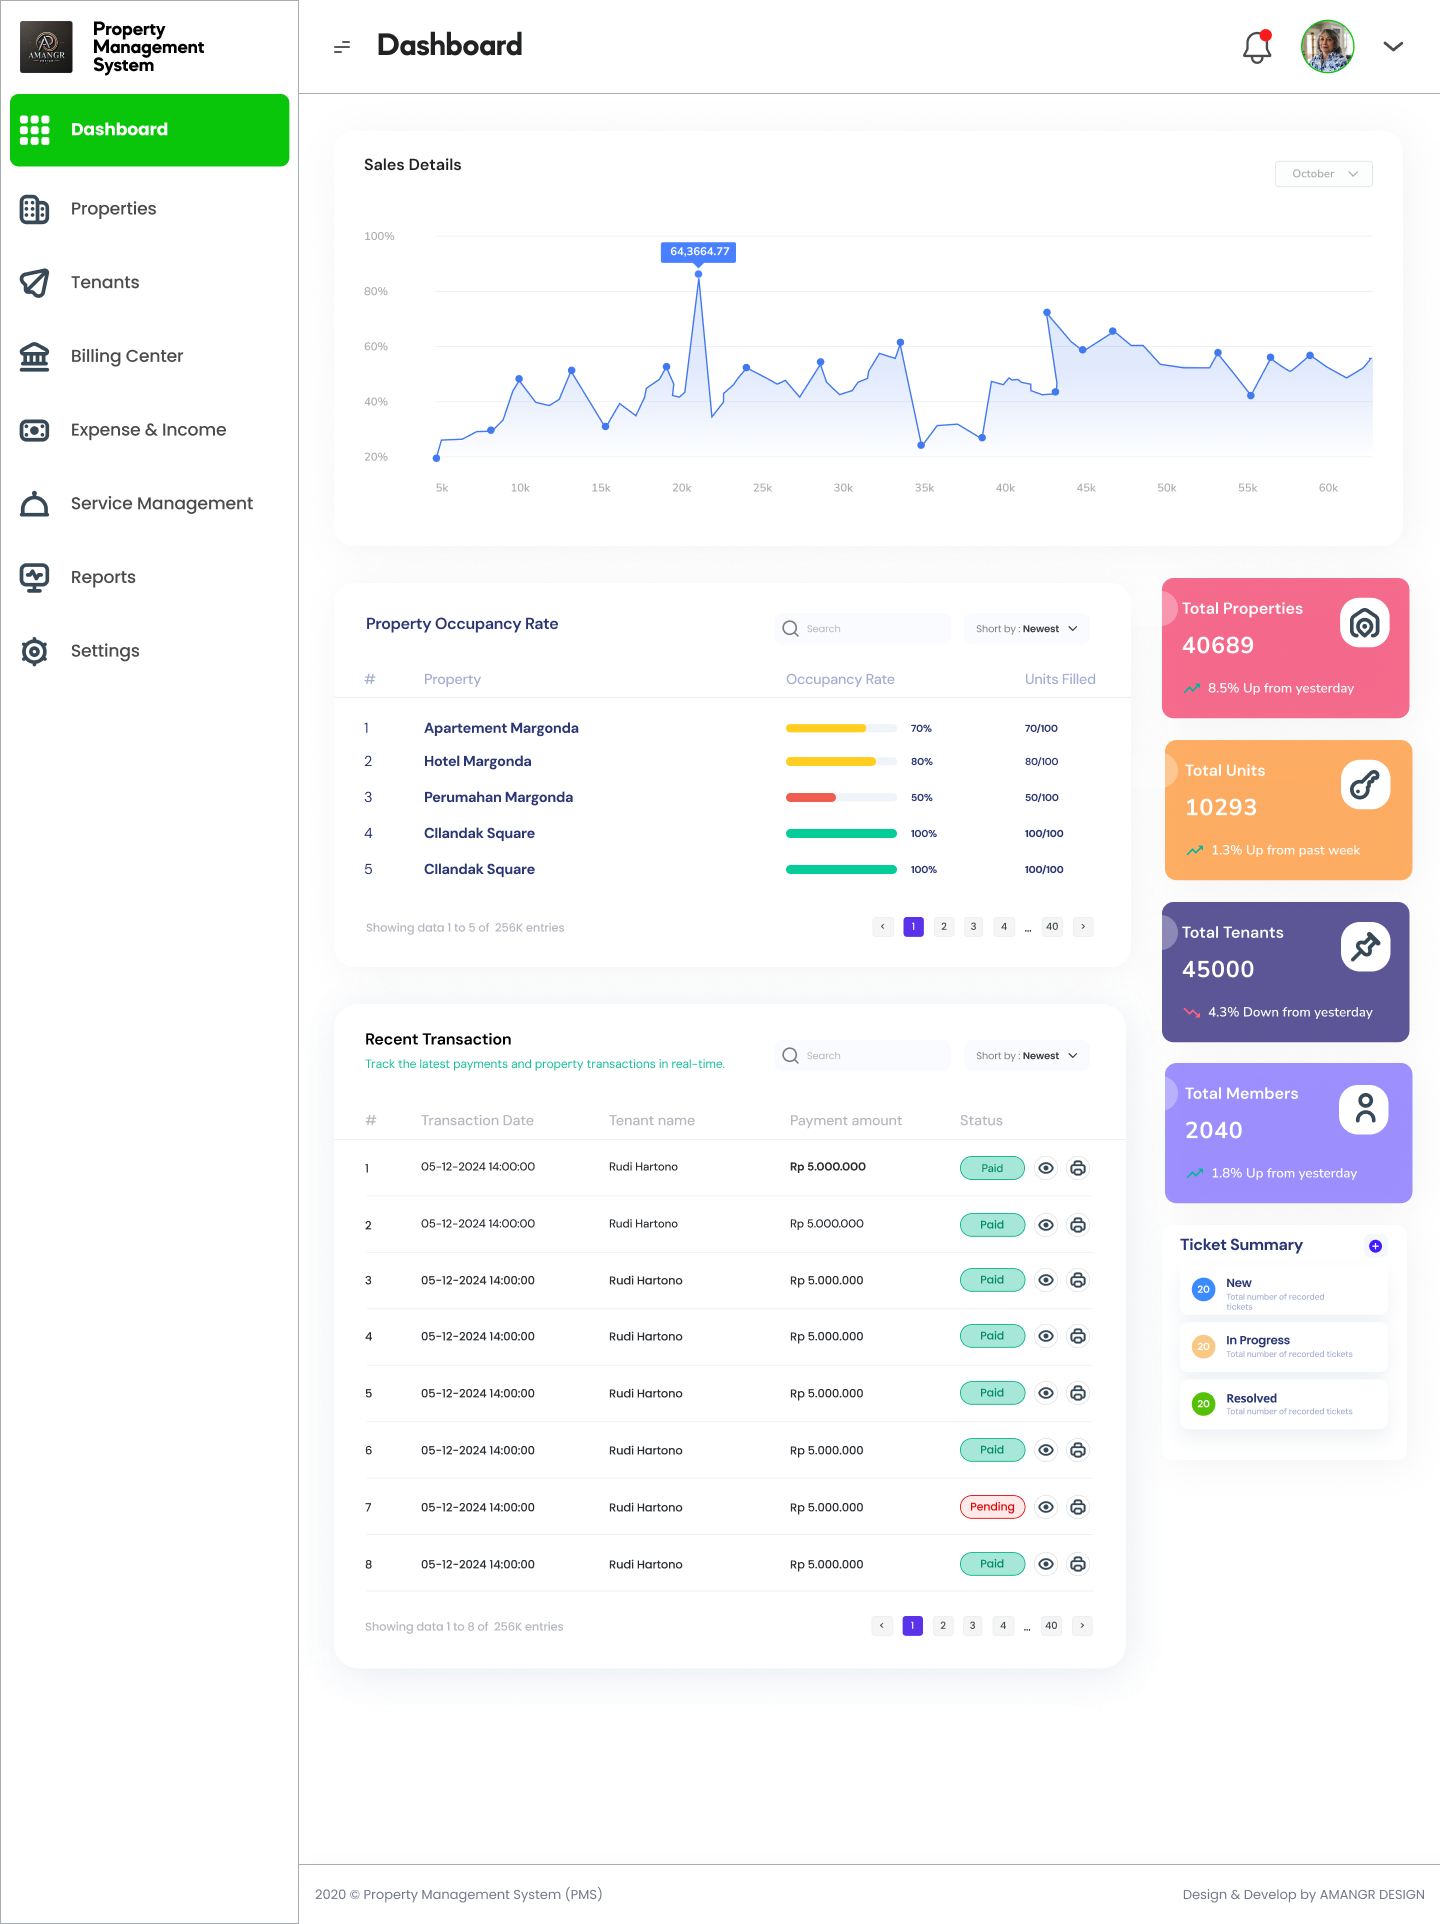 AMANGR
Property
Management
System
Dashboard
Dashboard
Properties
Tenants
Billing Center
Expense & Income
Service Management
Reports
Settings
Sales Details
October
100%
80%
60%
40%
20%
64,3664.77
5k 10k 15k 20k 25k 30k 35k 40k 45k 50k 55k 60k
Property Occupancy Rate
Search
Short by : Newest
# Property Occupancy Rate Units Filled
1 Apartement Margonda 70% 70/100
2 Hotel Margonda 80% 80/100
3 Perumahan Margonda 50% 50/100
4 Cllandak Square 100% 100/100
5 Cllandak Square 100% 100/100
Showing data 1 to 5 of 256K entries
< 1 2 3 4 ... 40 >
Total Properties
40689
8.5% Up from yesterday
Total Units
10293
1.3% Up from past week
Total Tenants
45000
4.3% Down from yesterday
Total Members
2040
1.8% Up from yesterday
Ticket Summary
20
New
Total number of recorded
tickets
20
In Progress
Total number of recorded tickets
20
Resolved
Total number of recorded tickets
Recent Transaction
Track the latest payments and property transactions in real-time.
Search
Short by : Newest
# Transaction Date Tenant name Payment amount Status
1 05-12-2024 14:00:00 Rudi Hartono Rp 5.000.000 Paid
2 05-12-2024 14:00:00 Rudi Hartono Rp 5.000.000 Paid
3 05-12-2024 14:00:00 Rudi Hartono Rp 5.000.000 Paid
4 05-12-2024 14:00:00 Rudi Hartono Rp 5.000.000 Paid
5 05-12-2024 14:00:00 Rudi Hartono Rp 5.000.000 Paid
6 05-12-2024 14:00:00 Rudi Hartono Rp 5.000.000 Paid
7 05-12-2024 14:00:00 Rudi Hartono Rp 5.000.000 Pending
8 05-12-2024 14:00:00 Rudi Hartono Rp 5.000.000 Paid
Showing data 1 to 8 of 256K entries
< 1 2 3 4 ... 40 >
2020 © Property Management System (PMS)
Design & Develop by AMANGR DESIGN